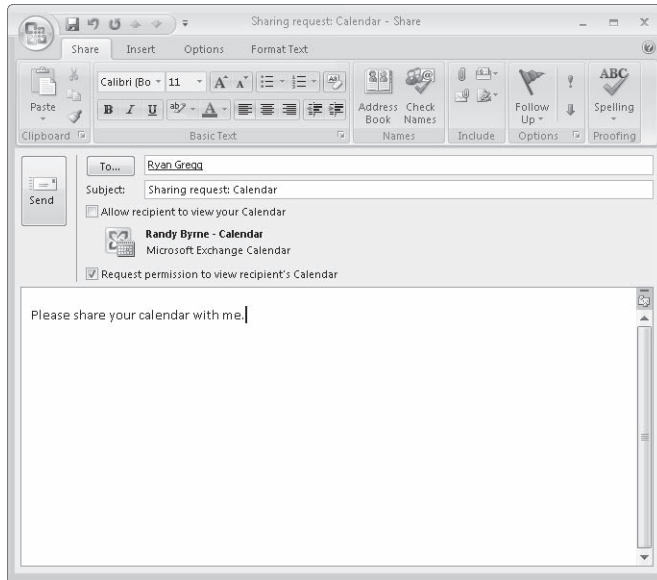 Sharing request: Calendar - Share
Share Insert Options Format Text
Calibri (Bo 11
Paste
B I U ab A
Address Book
Check Names
Follow Up
ABC
Spelling
Clipboard Basic Text Names Include Options Proofing
Send
To... Ryan Gregg
Subject: Sharing request: Calendar
Allow recipient to view your Calendar
Randy Byrne - Calendar
Microsoft Exchange Calendar
Request permission to view recipient's Calendar
Please share your calendar with me.